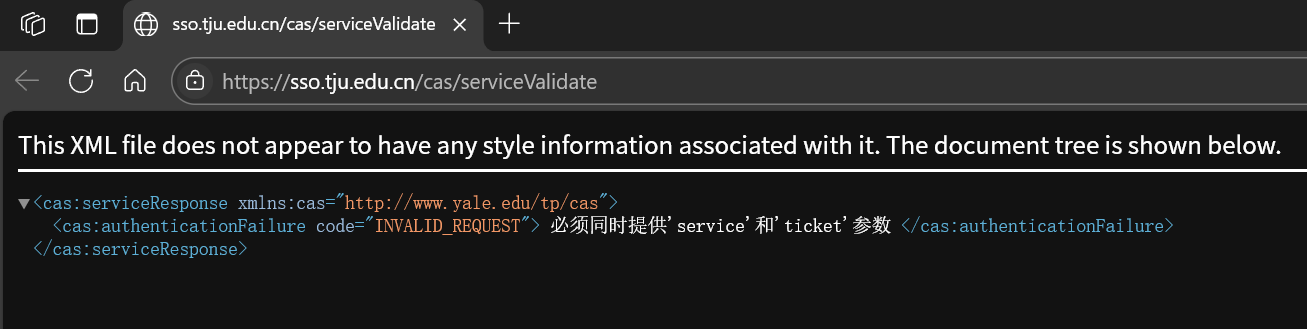 sso.tju.edu.cn/cas/serviceValidate
https://sso.tju.edu.cn/cas/serviceValidate
This XML file does not appear to have any style information associated with it. The document tree is shown below.
▼<cas:serviceResponse xmlns:cas="http://www.yale.edu/tp/cas">
<cas:authenticationFailure code="INVALID_REQUEST"> 必须同时提供'service'和'ticket'参数 </cas:authenticationFailure>
</cas:serviceResponse>